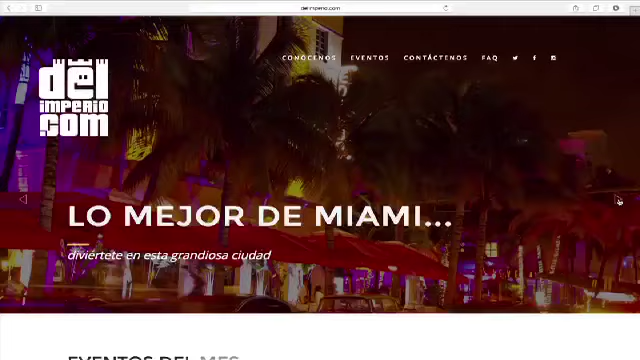 delimperio.com
CONÓCENOS EVENTOS CONTÁCTENOS FAQ
del
imperio
.com
LO MEJOR DE MIAMI...
diviértete en esta grandiosa ciudad
EVENTOS DEL MES